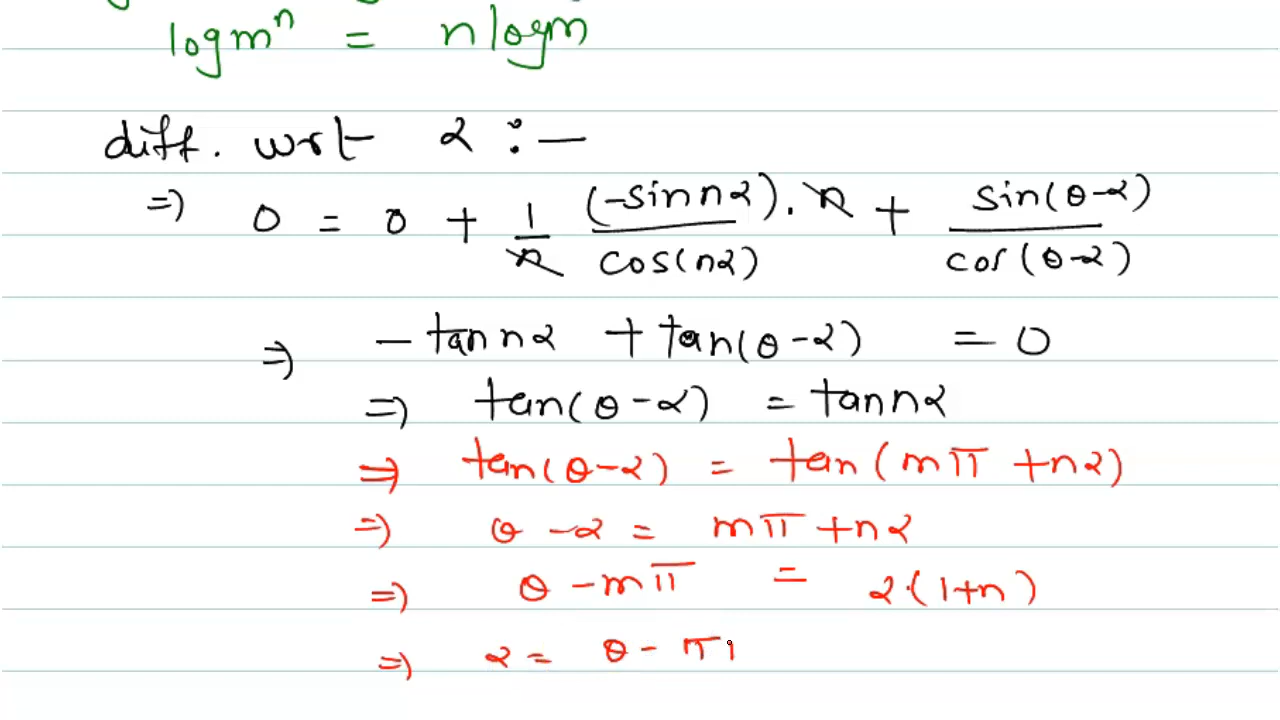 log mⁿ = n log m
diff. wrt α :—
⇒ 0 = 0 + 1/n (-sin nα)/cos(nα) . n + sin(θ-α)/cos(θ-α)
⇒ - tan nα + tan(θ-α) = 0
⇒ tan(θ-α) = tan nα
⇒ tan(θ-α) = tan(mπ + nα)
⇒ θ - α = mπ + nα
⇒ θ - mπ = α·(1+n)
⇒ α = θ - π